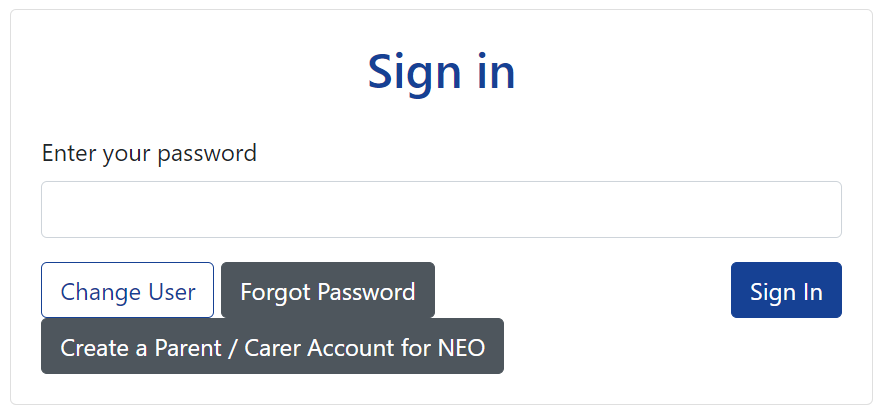 Sign in
Enter your password
Change User Forgot Password Sign In
Create a Parent / Carer Account for NEO